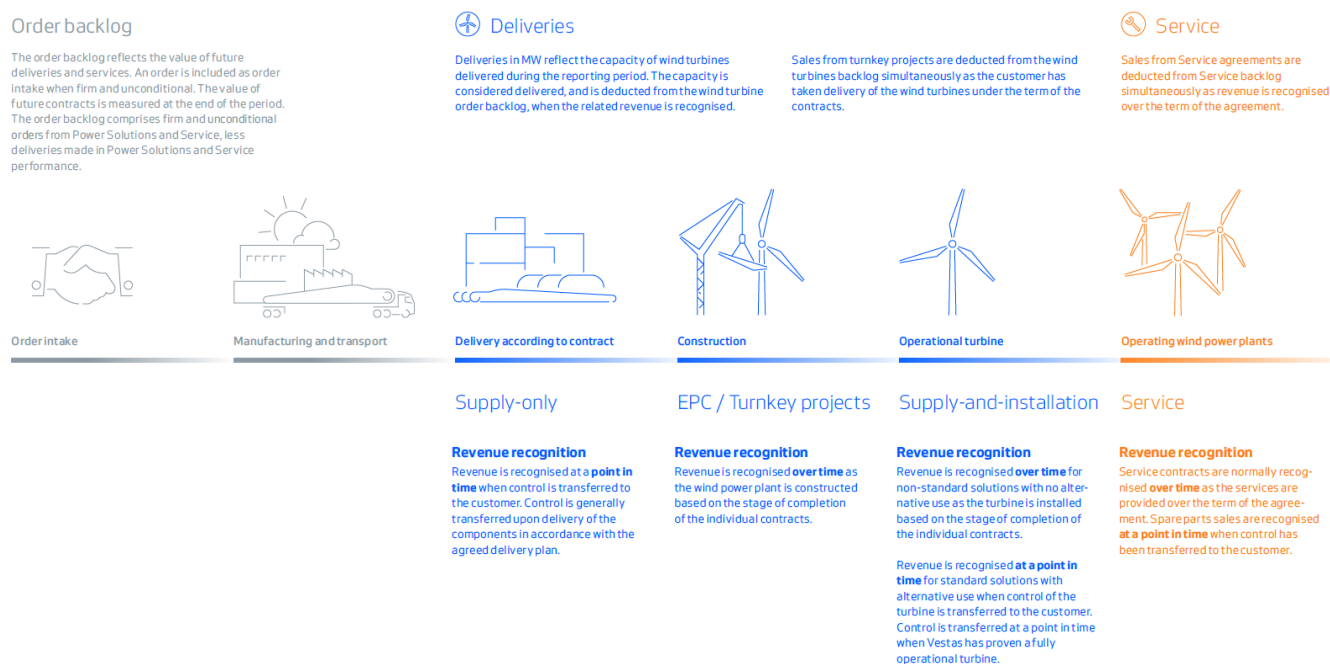 Order backlog
The order backlog reflects the value of future
deliveries and services. An order is included as order
intake when firm and unconditional. The value of
future contracts is measured at the end of the period.
The order backlog comprises firm and unconditional
orders from Power Solutions and Service, less
deliveries made in Power Solutions and Service
performance.
Deliveries
Deliveries in MW reflect the capacity of wind turbines
delivered during the reporting period. The capacity is
considered delivered, and is deducted from the wind turbine
order backlog, when the related revenue is recognised.
Sales from turnkey projects are deducted from the wind
turbines backlog simultaneously as the customer has
taken delivery of the wind turbines under the term of the
contracts.
Service
Sales from Service agreements are
deducted from Service backlog
simultaneously as revenue is recognised
over the term of the agreement.
Order intake
Manufacturing and transport
Delivery according to contract
Construction
Operational turbine
Operating wind power plants
Supply-only
Revenue recognition
Revenue is recognised at a point in
time when control is transferred to
the customer. Control is generally
transferred upon delivery of the
components in accordance with the
agreed delivery plan.
EPC / Turnkey projects
Revenue recognition
Revenue is recognised over time as
the wind power plant is constructed
based on the stage of completion
of the individual contracts.
Supply-and-installation
Revenue recognition
Revenue is recognised over time for
non-standard solutions with no alter-
native use as the turbine is installed
based on the stage of completion of
the individual contracts.
Revenue is recognised at a point in
time for standard solutions with
alternative use when control of the
turbine is transferred to the customer.
Control is transferred at a point in time
when Vestas has proven a fully
operational turbine.
Service
Revenue recognition
Service contracts are normally recog-
nised over time as the services are
provided over the term of the agree-
ment. Spare parts sales are recognised
at a point in time when control has
been transferred to the customer.